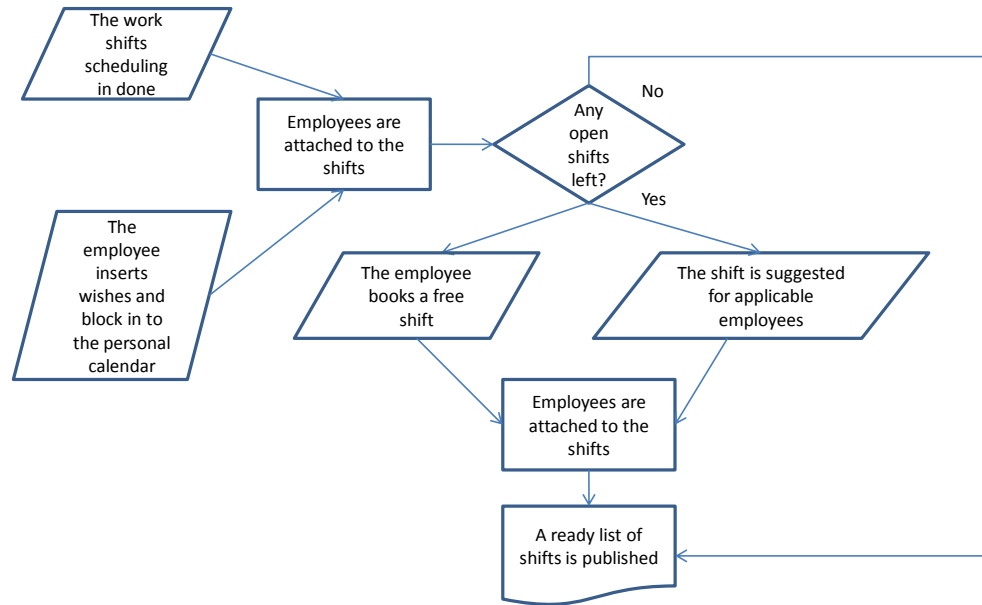 The work
shifts
scheduling
in done
The
employee
inserts
wishes and
block in to
the personal
calendar
Employees are
attached to the
shifts
Any
open
shifts
left?
No
Yes
The employee
books a free
shift
The shift is suggested
for applicable
employees
Employees are
attached to the
shifts
A ready list of
shifts is published